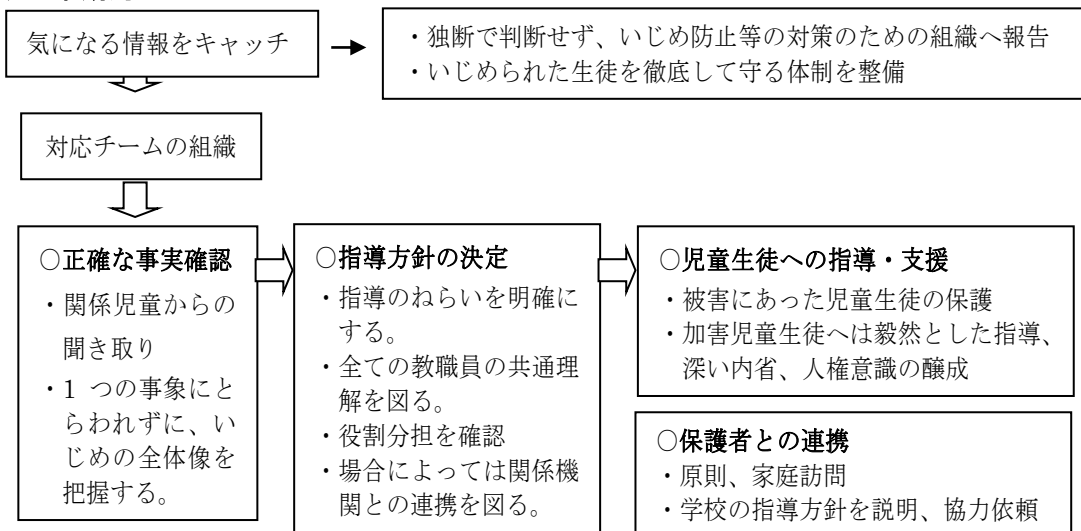 気になる情報をキャッチ
・独断で判断せず、いじめ防止等の対策のための組織へ報告
・いじめられた生徒を徹底して守る体制を整備
対応チームの組織
○正確な事実確認
・関係児童からの
聞き取り
・1 つの事象にと
らわれずに、い
じめの全体像を
把握する。
○指導方針の決定
・指導のねらいを明確に
する。
・全ての教職員の共通理
解を図る。
・役割分担を確認
・場合によっては関係機
関との連携を図る。
○児童生徒への指導・支援
・被害にあった児童生徒の保護
・加害児童生徒へは毅然とした指導、
深い内省、人権意識の醸成
○保護者との連携
・原則、家庭訪問
・学校の指導方針を説明、協力依頼